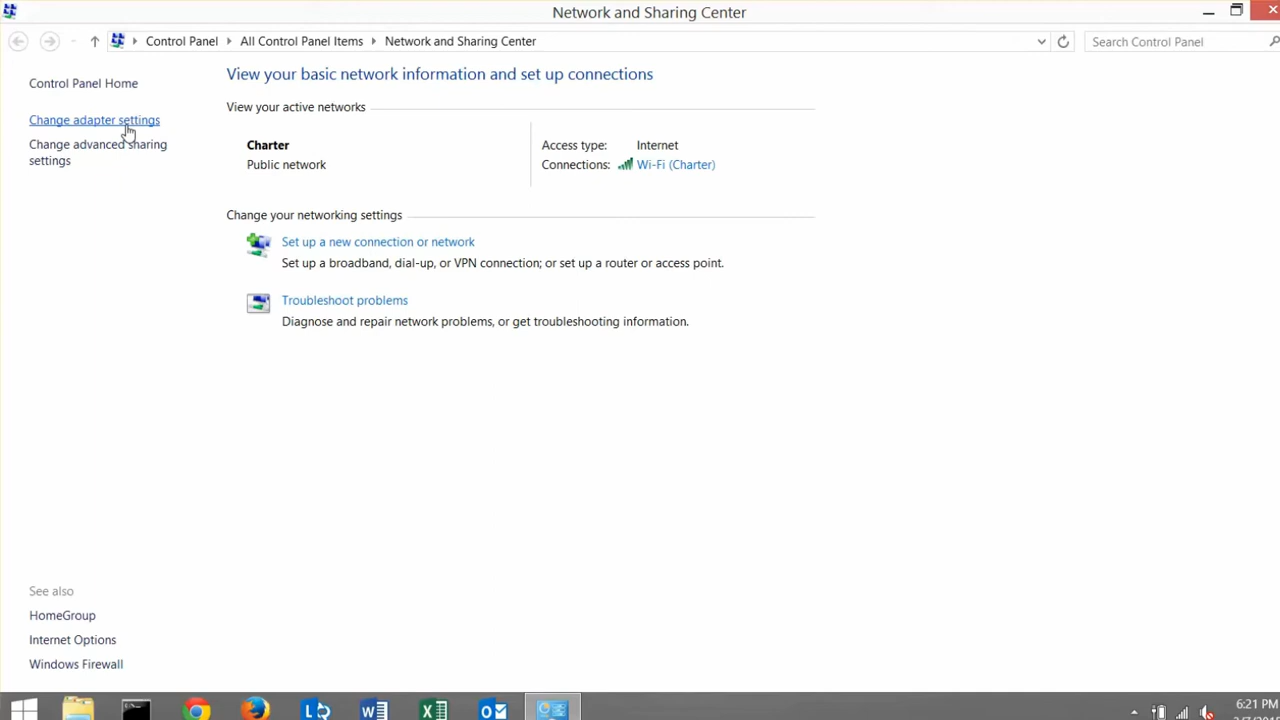 Network and Sharing Center
Control Panel
All Control Panel Items
Network and Sharing Center
Search Control Panel
Control Panel Home
Change adapter settings
Change advanced sharing
settings
View your basic network information and set up connections
View your active networks
Charter
Public network
Access type: Internet
Connections: Wi-Fi (Charter)
Change your networking settings
Set up a new connection or network
Set up a broadband, dial-up, or VPN connection; or set up a router or access point.
Troubleshoot problems
Diagnose and repair network problems, or get troubleshooting information.
See also
HomeGroup
Internet Options
Windows Firewall
6:21 PM